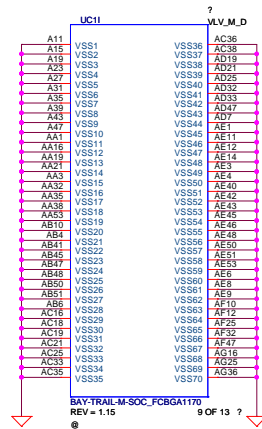 ?
UC1I VLV_M_D
A11 VSS1 VSS36 AC36
A15 VSS2 VSS37 AC38
A19 VSS3 VSS38 AD19
A23 VSS4 VSS39 AD21
A27 VSS5 VSS40 AD25
A31 VSS6 VSS41 AD32
A35 VSS7 VSS42 AD33
A39 VSS8 VSS43 AD47
A43 VSS9 VSS44 AD7
A47 VSS10 VSS45 AE1
AA1 VSS11 VSS46 AE11
AA16 VSS12 VSS47 AE12
AA19 VSS13 VSS48 AE14
AA21 VSS14 VSS49 AE3
AA3 VSS15 VSS50 AE4
AA32 VSS16 VSS51 AE40
AA35 VSS17 VSS52 AE42
AA38 VSS18 VSS53 AE43
AA53 VSS19 VSS54 AE45
AB10 VSS20 VSS55 AE46
AB4 VSS21 VSS56 AE48
AB41 VSS22 VSS57 AE50
AB45 VSS23 VSS58 AE51
AB47 VSS24 VSS59 AE53
AB48 VSS25 VSS60 AE6
AB50 VSS26 VSS61 AE8
AB51 VSS27 VSS62 AE9
AB6 VSS28 VSS63 AF10
AC16 VSS29 VSS64 AF12
AC18 VSS30 VSS65 AF25
AC19 VSS31 VSS66 AF32
AC21 VSS32 VSS67 AF47
AC25 VSS33 VSS68 AG16
AC33 VSS34 VSS69 AG25
AC35 VSS35 VSS70 AG36
BAY-TRAIL-M-SOC_FCBGA1170
REV = 1.15 9 OF 13 ?
@